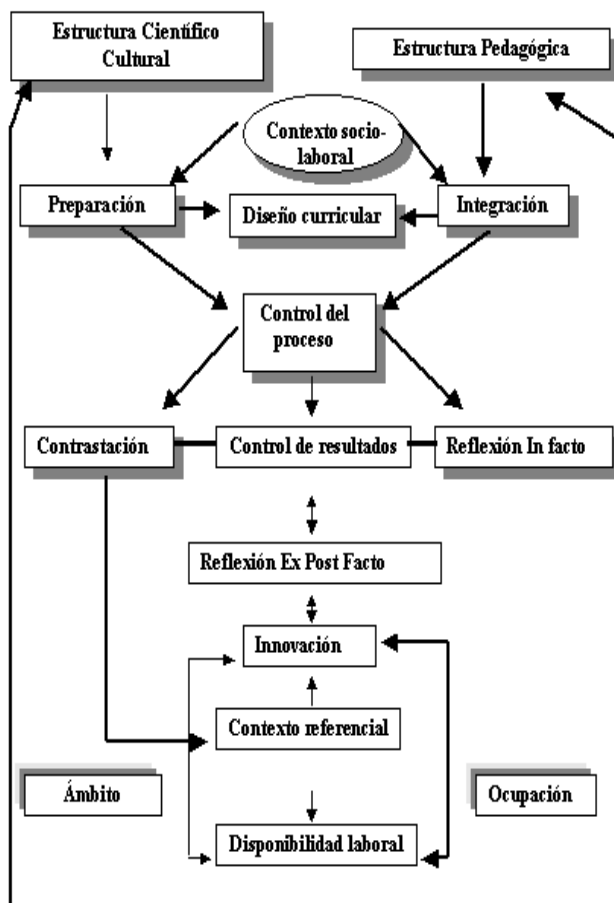 Estructura Científico
Cultural
Estructura Pedagógica
Contexto socio-
laboral
Preparación
Diseño curricular
Integración
Control del
proceso
Contrastación
Control de resultados
Reflexión In facto
Reflexión Ex Post Facto
Innovación
Contexto referencial
Ámbito
Ocupación
Disponibilidad laboral